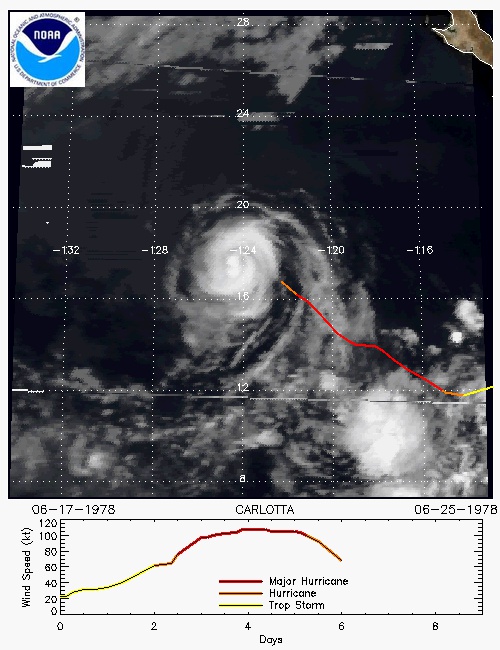 NATIONAL OCEANIC AND ATMOSPHERIC ADMINISTRATION
NOAA
U.S. DEPARTMENT OF COMMERCE
28
24
20
-132 -128 -124 -120 -116
16
12
8
06-17-1978 CARLOTTA 06-25-1978
Wind Speed (kt)
120
100
80
60
40
20
0
Major Hurricane
Hurricane
Trop Storm
0 2 4 6 8
Days